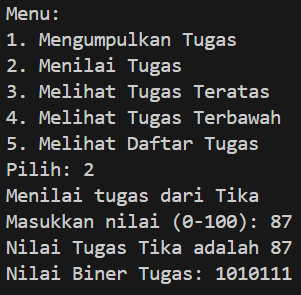 Menu:
1. Mengumpulkan Tugas
2. Menilai Tugas
3. Melihat Tugas Teratas
4. Melihat Tugas Terbawah
5. Melihat Daftar Tugas
Pilih: 2
Menilai tugas dari Tika
Masukkan nilai (0-100): 87
Nilai Tugas Tika adalah 87
Nilai Biner Tugas: 1010111